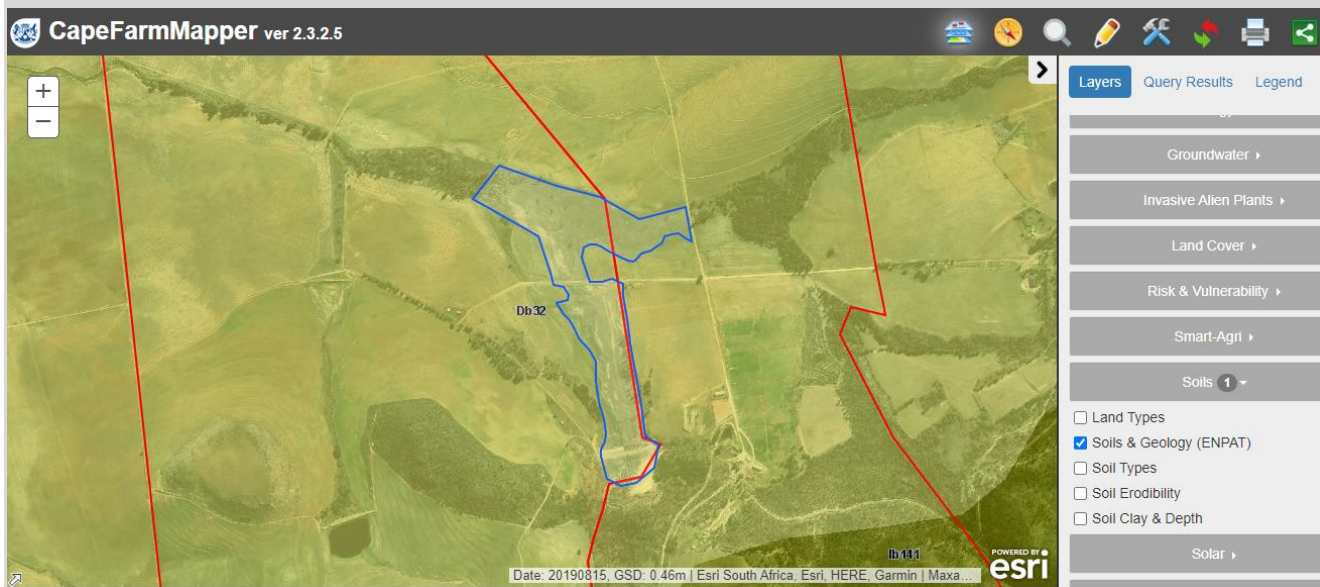 CapeFarmMapper ver 2.3.2.5
+
−
Layers Query Results Legend
Groundwater
Invasive Alien Plants
Land Cover
Risk & Vulnerability
Smart-Agri
Soils 1
Land Types
Soils & Geology (ENPAT)
Soil Types
Soil Erodibility
Soil Clay & Depth
Solar
Db32
Ib441
POWERED BY
esri
Date: 20190815, GSD: 0.46m | Esri South Africa, Esri, HERE, Garmin | Maxa...